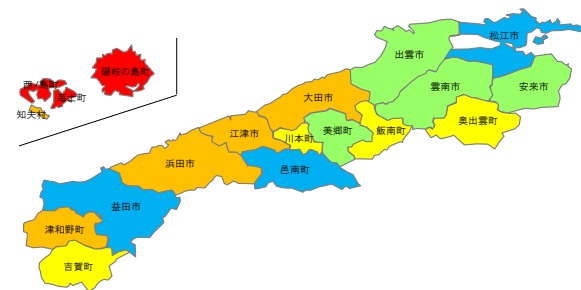 隠岐の島町
西ノ島町
海士町
知夫村
松江市
出雲市
安来市
雲南市
奥出雲町
大田市
飯南町
美郷町
川本町
江津市
邑南町
浜田市
益田市
津和野町
吉賀町